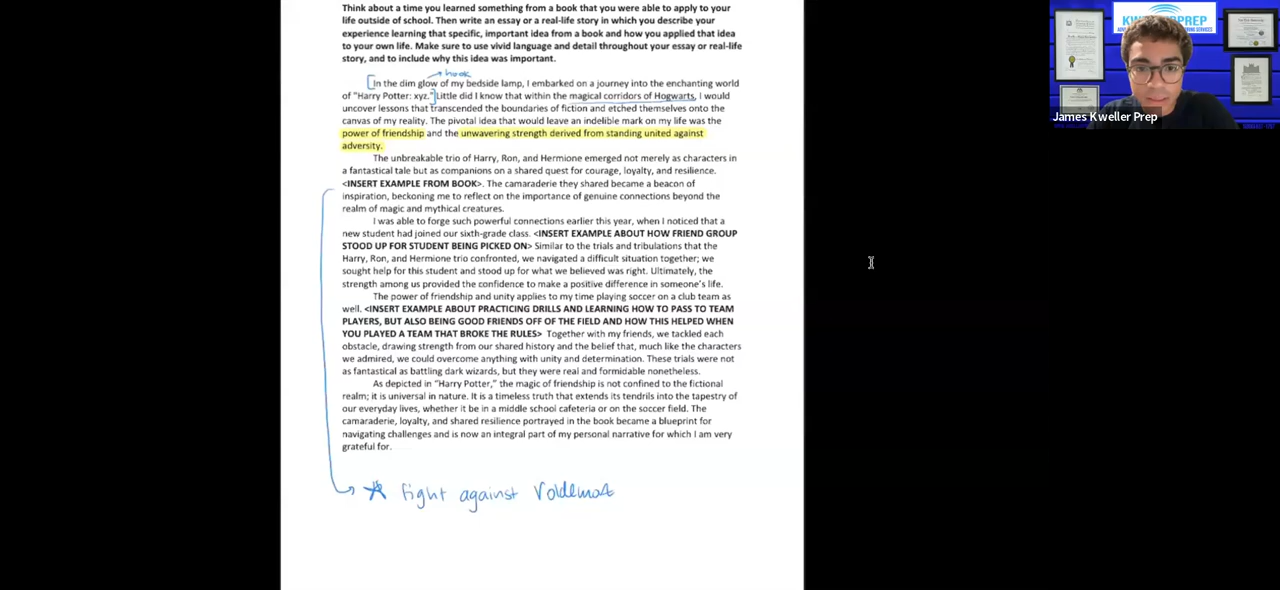 Think about a time you learned something from a book that you were able to apply to your
life outside of school. Then write an essay or a real-life story in which you describe your
experience learning that specific, important idea from a book and how you applied that idea
to your own life. Make sure to use vivid language and detail throughout your essay or real-life
story, and to include why this idea was important.
hook
In the dim glow of my bedside lamp, I embarked on a journey into the enchanting world
of "Harry Potter: xyz." Little did I know that within the magical corridors of Hogwarts, I would
uncover lessons that transcended the boundaries of fiction and etched themselves onto the
canvas of my reality. The pivotal idea that would leave an indelible mark on my life was the
power of friendship and the unwavering strength derived from standing united against
adversity.
The unbreakable trio of Harry, Ron, and Hermione emerged not merely as characters in
a fantastical tale but as companions on a shared quest for courage, loyalty, and resilience.
<INSERT EXAMPLE FROM BOOK>. The camaraderie they shared became a beacon of
inspiration, beckoning me to reflect on the importance of genuine connections beyond the
realm of magic and mythical creatures.
I was able to forge such powerful connections earlier this year, when I noticed that a
new student had joined our sixth-grade class. <INSERT EXAMPLE ABOUT HOW FRIEND GROUP
STOOD UP FOR STUDENT BEING PICKED ON> Similar to the trials and tribulations that the
Harry, Ron, and Hermione trio confronted, we navigated a difficult situation together; we
sought help for this student and stood up for what we believed was right. Ultimately, the
strength among us provided the confidence to make a positive difference in someone's life.
The power of friendship and unity applies to my time playing soccer on a club team as
well. <INSERT EXAMPLE ABOUT PRACTICING DRILLS AND LEARNING HOW TO PASS TO TEAM
PLAYERS, BUT ALSO BEING GOOD FRIENDS OFF OF THE FIELD AND HOW THIS HELPED WHEN
YOU PLAYED A TEAM THAT BROKE THE RULES> Together with my friends, we tackled each
obstacle, drawing strength from our shared history and the belief that, much like the characters
we admired, we could overcome anything with unity and determination. These trials were not
as fantastical as battling dark wizards, but they were real and formidable nonetheless.
As depicted in "Harry Potter," the magic of friendship is not confined to the fictional
realm; it is universal in nature. It is a timeless truth that extends its tendrils into the tapestry of
our everyday lives, whether it be in a middle school cafeteria or on the soccer field. The
camaraderie, loyalty, and shared resilience portrayed in the book became a blueprint for
navigating challenges and is now an integral part of my personal narrative for which I am very
grateful for.
fight against Voldemort
James Kweller Prep